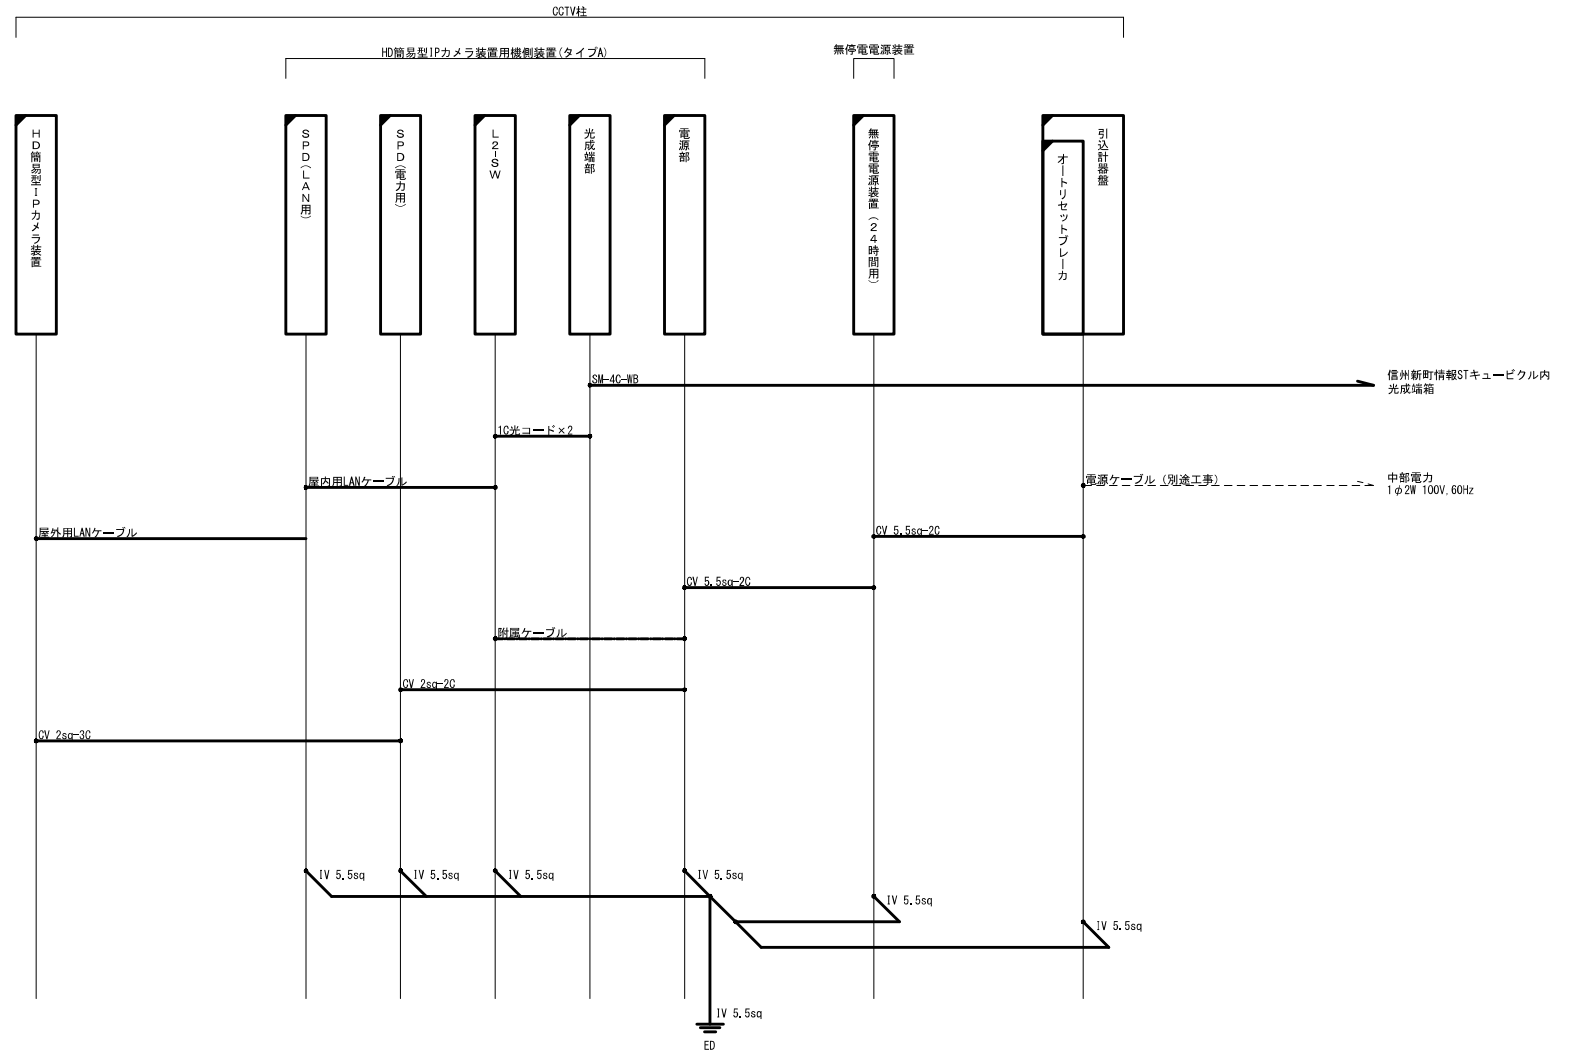 CCTV柱
HD簡易型IPカメラ装置用機側装置(タイプA)
無停電電源装置
HD簡易型IPカメラ装置
SPD(LAN用)
SPD(電力用)
L2-SW
光成端部
電源部
無停電電源装置(24時間用)
引込計器盤
オートリセットブレーカ
SM-4C-WB
信州新町情報STキュービクル内
光成端箱
1C光コード×2
屋内用LANケーブル
電源ケーブル(別途工事)
中部電力
1φ2W 100V,60Hz
屋外用LANケーブル
CV 5.5sq-2C
CV 5.5sq-2C
附属ケーブル
CV 2sq-2C
CV 2sq-3C
IV 5.5sq
IV 5.5sq
IV 5.5sq
IV 5.5sq
IV 5.5sq
IV 5.5sq
IV 5.5sq
ED